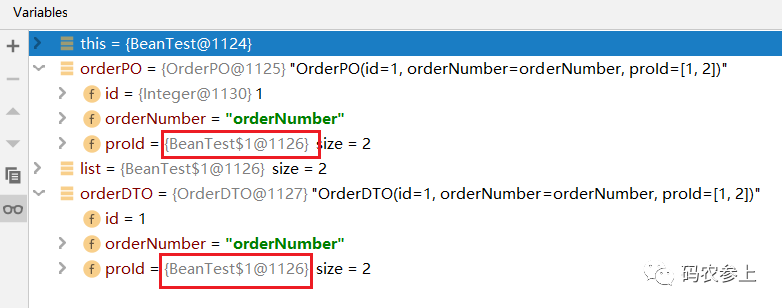 Variables
this = {BeanTest@1124}
orderPO = {OrderPO@1125} "OrderPO(id=1, orderNumber=orderNumber, proId=[1, 2])"
f id = {Integer@1130} 1
f orderNumber = "orderNumber"
f proId = {BeanTest$1@1126} size = 2
list = {BeanTest$1@1126} size = 2
orderDTO = {OrderDTO@1127} "OrderDTO(id=1, orderNumber=orderNumber, proId=[1, 2])"
f id = 1
f orderNumber = "orderNumber"
f proId = {BeanTest$1@1126} size = 2
码农参上